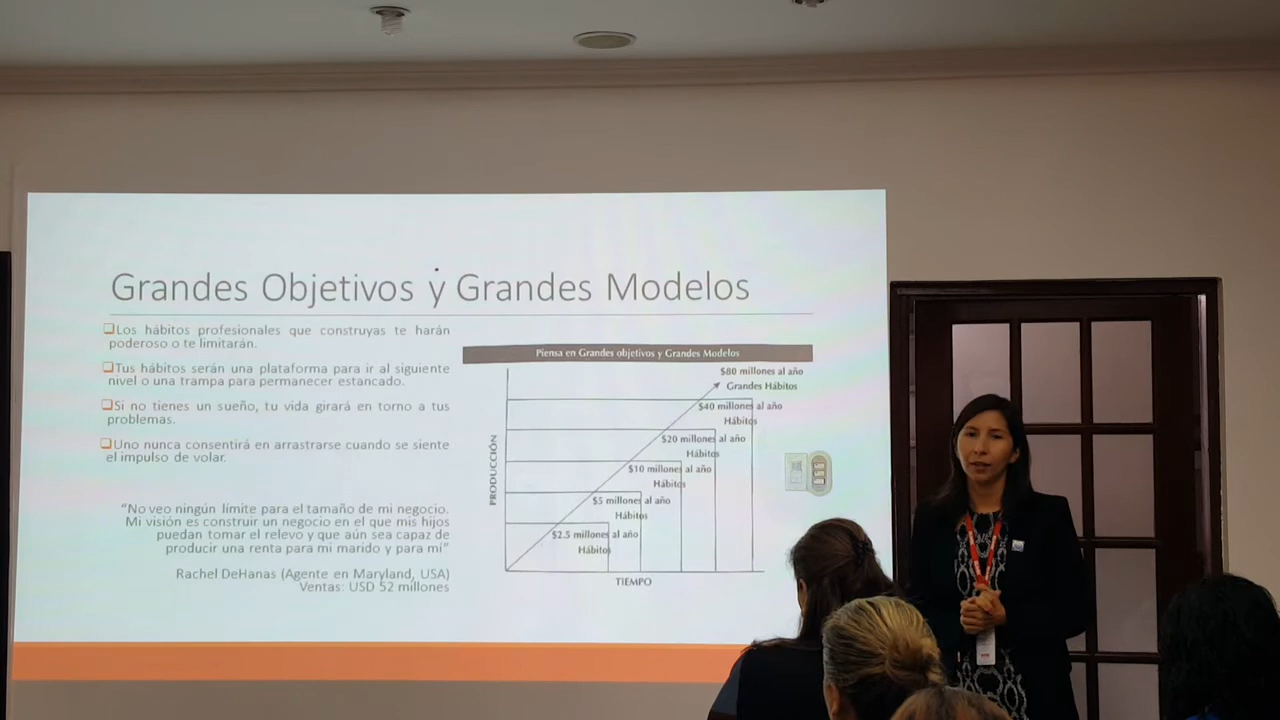 Grandes Objetivos y Grandes Modelos
❑Los hábitos profesionales que construyas te harán
poderoso o te limitarán.
❑Tus hábitos serán una plataforma para ir al siguiente
nivel o una trampa para permanecer estancado.
❑Si no tienes un sueño, tu vida girará en torno a tus
problemas.
❑Uno nunca consentirá en arrastrarse cuando se siente
el impulso de volar.
“No veo ningún límite para el tamaño de mi negocio.
Mi visión es construir un negocio en el que mis hijos
puedan tomar el relevo y que aún sea capaz de
producir una renta para mi marido y para mí”
Rachel DeHanas (Agente en Maryland, USA)
Ventas: USD 52 millones
Piensa en Grandes objetivos y Grandes Modelos
$80 millones al año
Grandes Hábitos
$40 millones al año
Hábitos
$20 millones al año
Hábitos
$10 millones al año
Hábitos
$5 millones al año
Hábitos
$2.5 millones al año
Hábitos
PRODUCCIÓN
TIEMPO